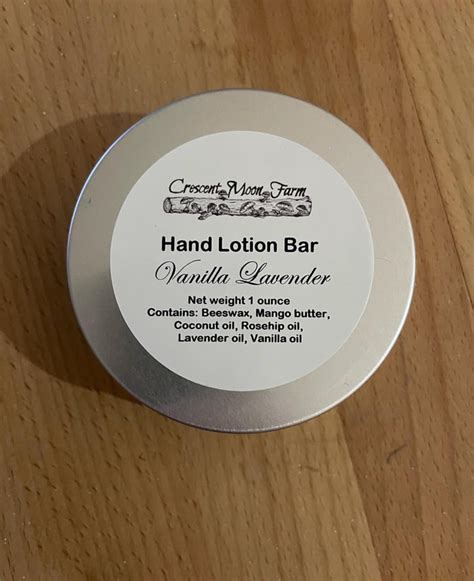 Crescent Moon Farm
Hand Lotion Bar
Vanilla Lavender
Net weight 1 ounce
Contains: Beeswax, Mango butter,
Coconut oil, Rosehip oil,
Lavender oil, Vanilla oil